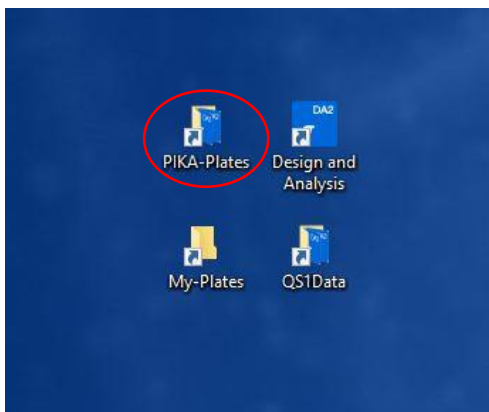 DA2
PIKA-Plates
Design and
Analysis
My-Plates
QS1Data